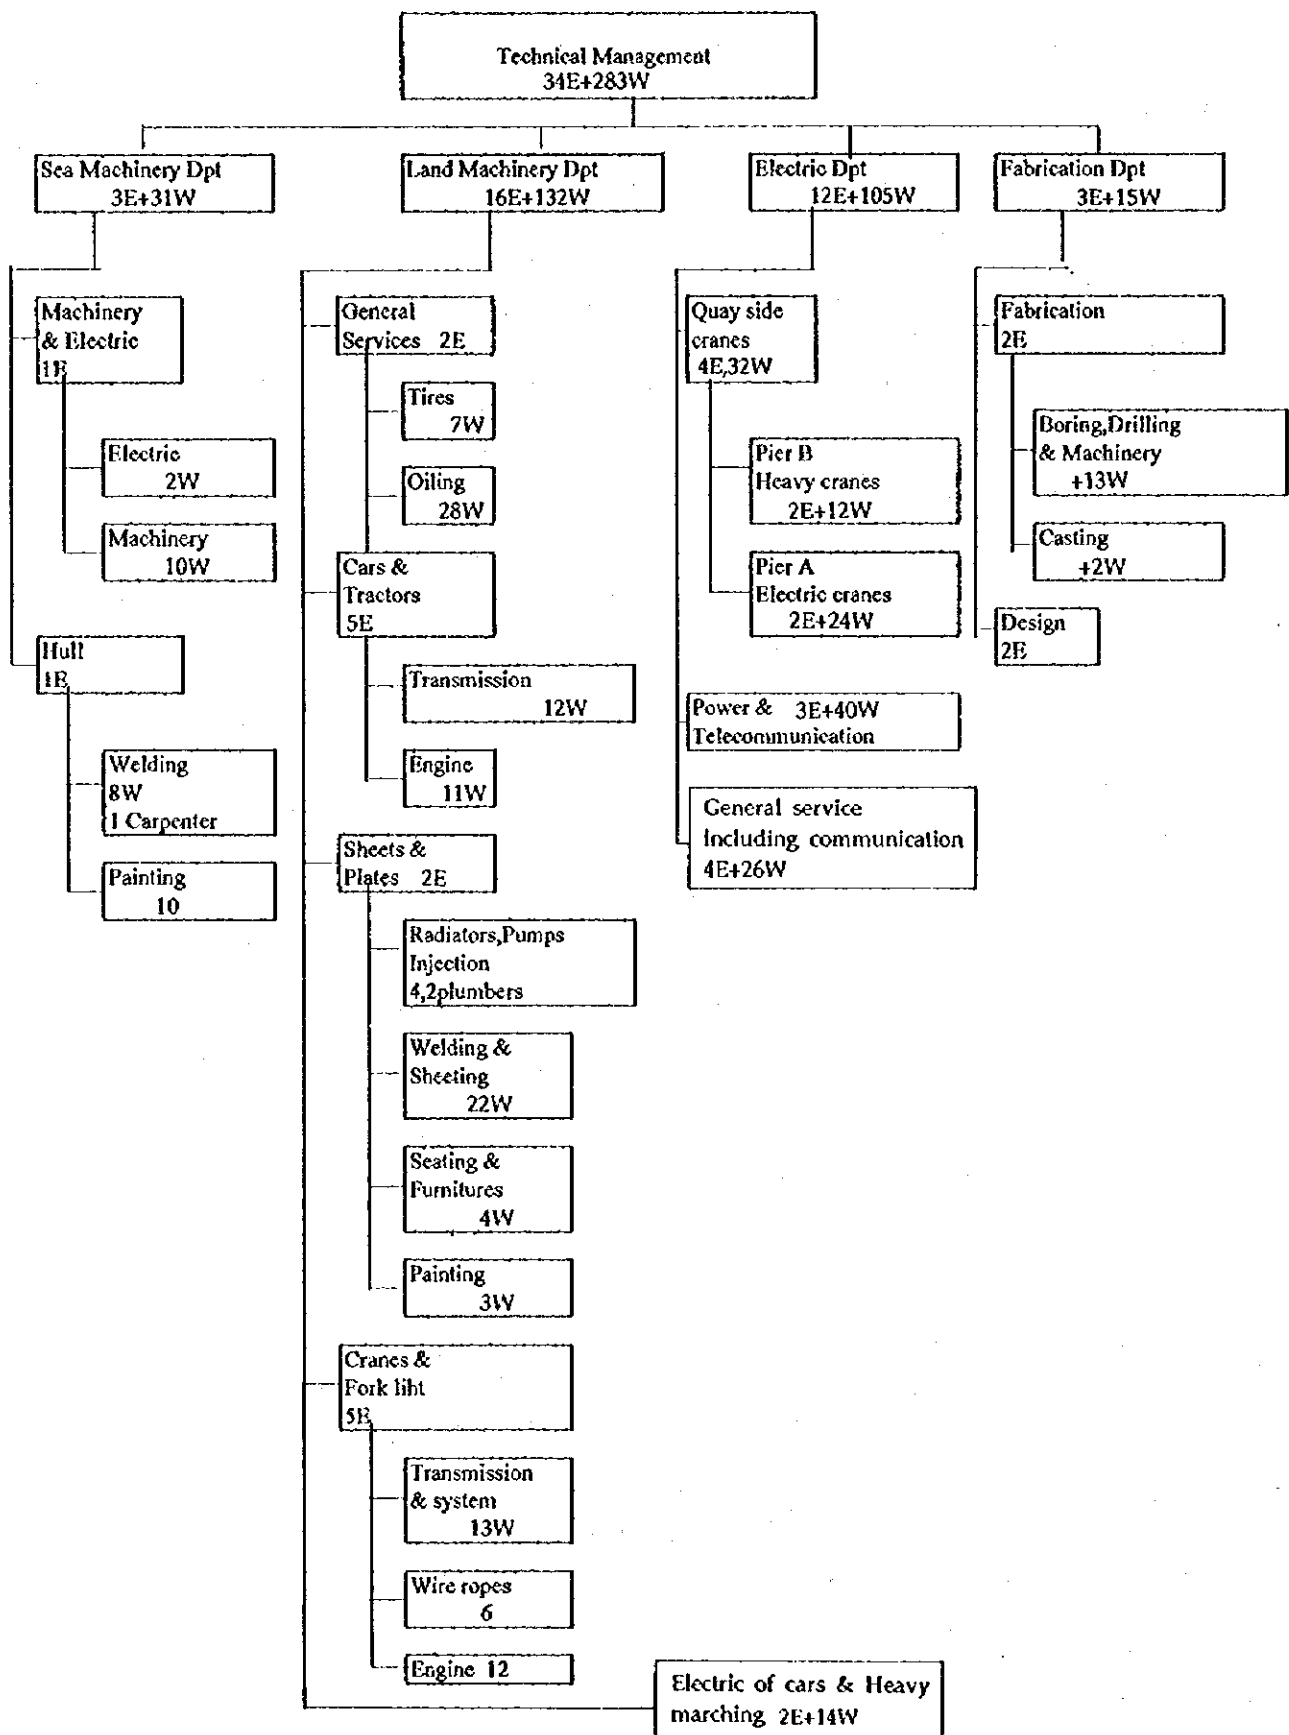 Technical Management
34E+283W
Sea Machinery Dpt
3E+31W
Machinery
& Electric
1E
Electric
2W
Machinery
10W
Hull
1E
Welding
8W
1 Carpenter
Painting
10
Land Machinery Dpt
16E+132W
General
Services 2E
Tires
7W
Oiling
28W
Cars &
Tractors
5E
Transmission
12W
Engine
11W
Sheets &
Plates 2E
Radiators,Pumps
Injection
4,2plumbers
Welding &
Sheeting
22W
Seating &
Furnitures
4W
Painting
3W
Cranes &
Fork liht
5E
Transmission
& system
13W
Wire ropes
6
Engine 12
Electric of cars & Heavy
marching 2E+14W
Electric Dpt
12E+105W
Quay side
cranes
4E,32W
Pier B
Heavy cranes
2E+12W
Pier A
Electric cranes
2E+24W
Power & 3E+40W
Telecommunication
General service
Including communication
4E+26W
Fabrication Dpt
3E+15W
Fabrication
2E
Boring,Drilling
& Machinery
+13W
Casting
+2W
Design
2E